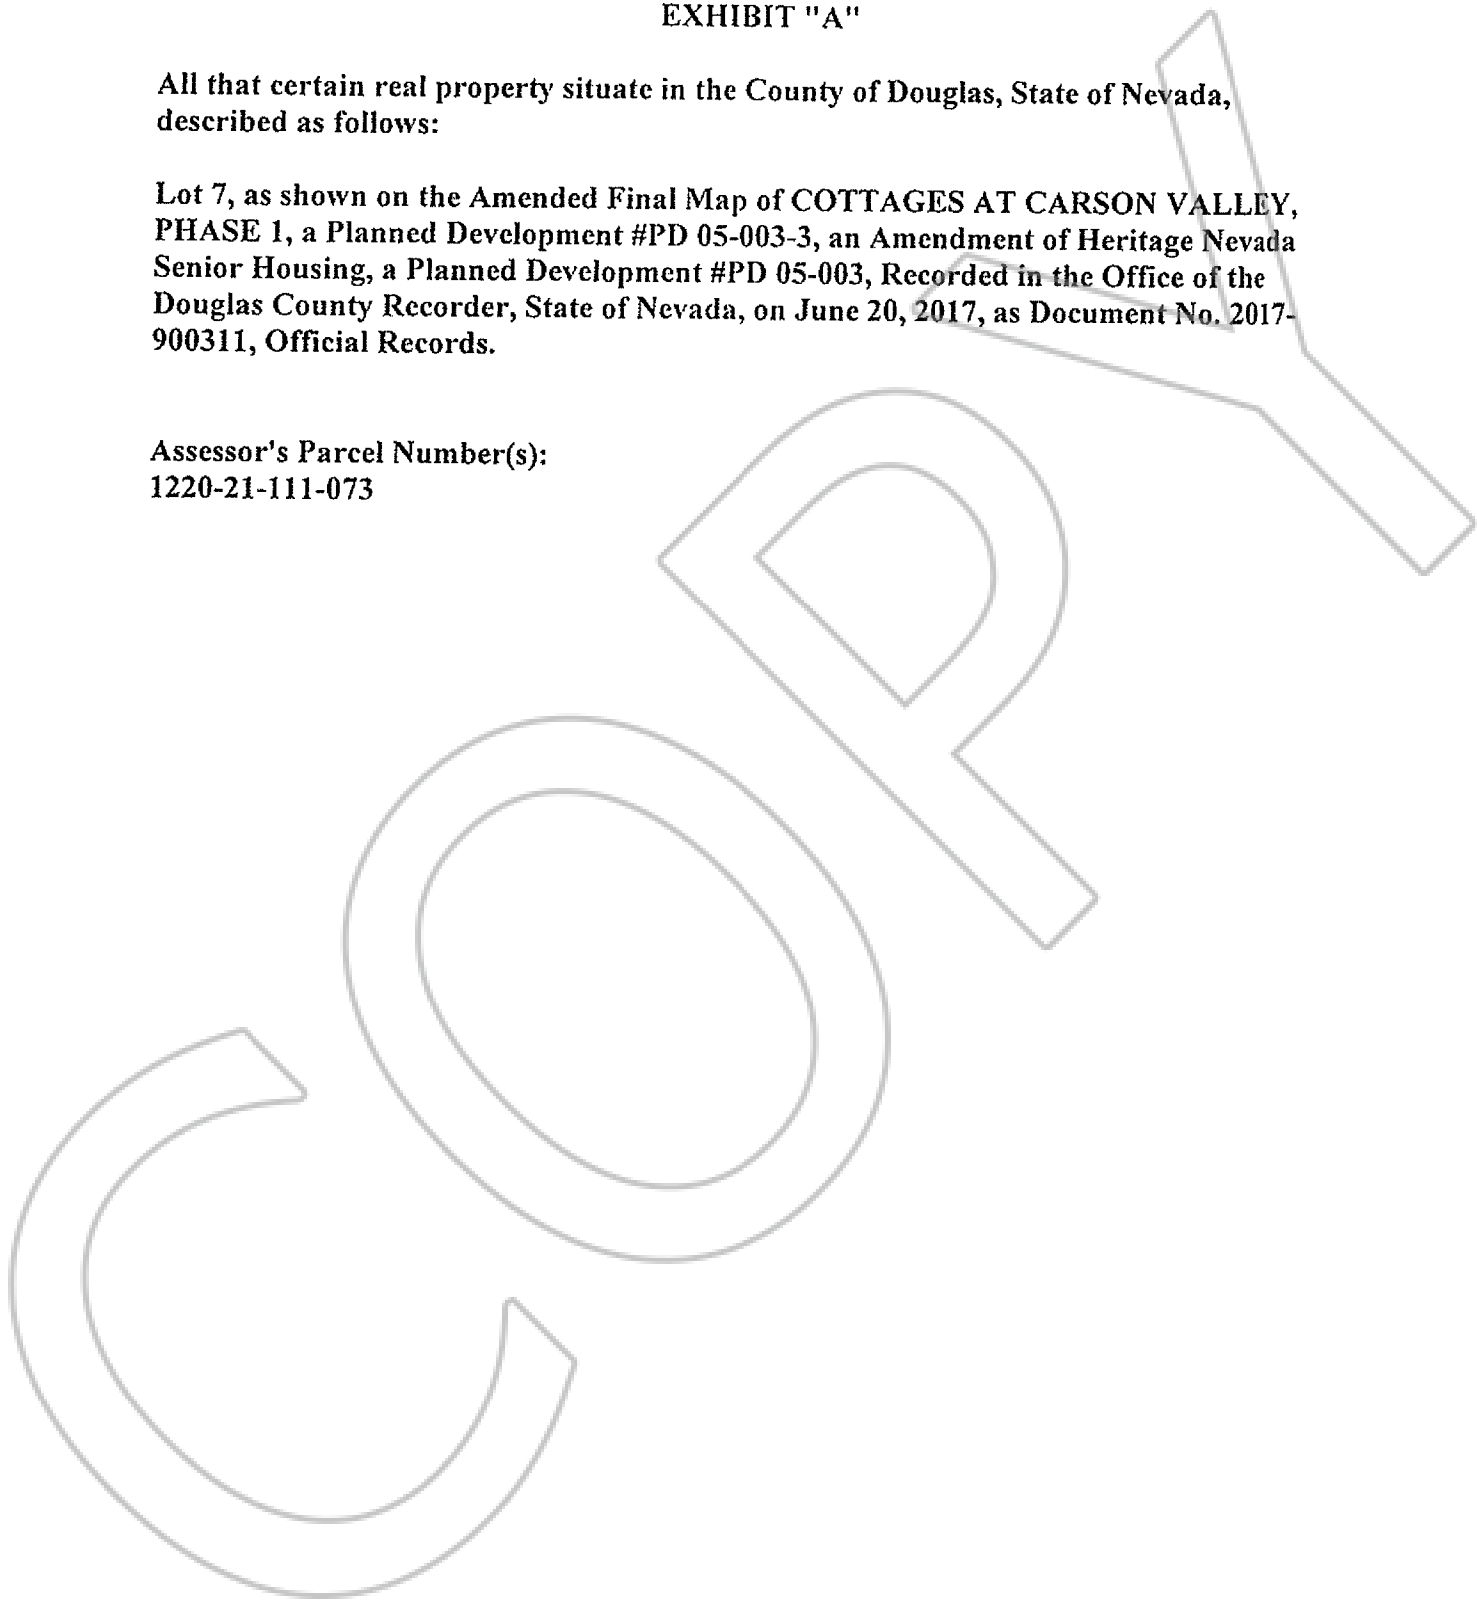 EXHIBIT "A"
All that certain real property situate in the County of Douglas, State of Nevada,
described as follows:
Lot 7, as shown on the Amended Final Map of COTTAGES AT CARSON VALLEY,
PHASE 1, a Planned Development #PD 05-003-3, an Amendment of Heritage Nevada
Senior Housing, a Planned Development #PD 05-003, Recorded in the Office of the
Douglas County Recorder, State of Nevada, on June 20, 2017, as Document No. 2017-
900311, Official Records.
Assessor's Parcel Number(s):
1220-21-111-073
COPY